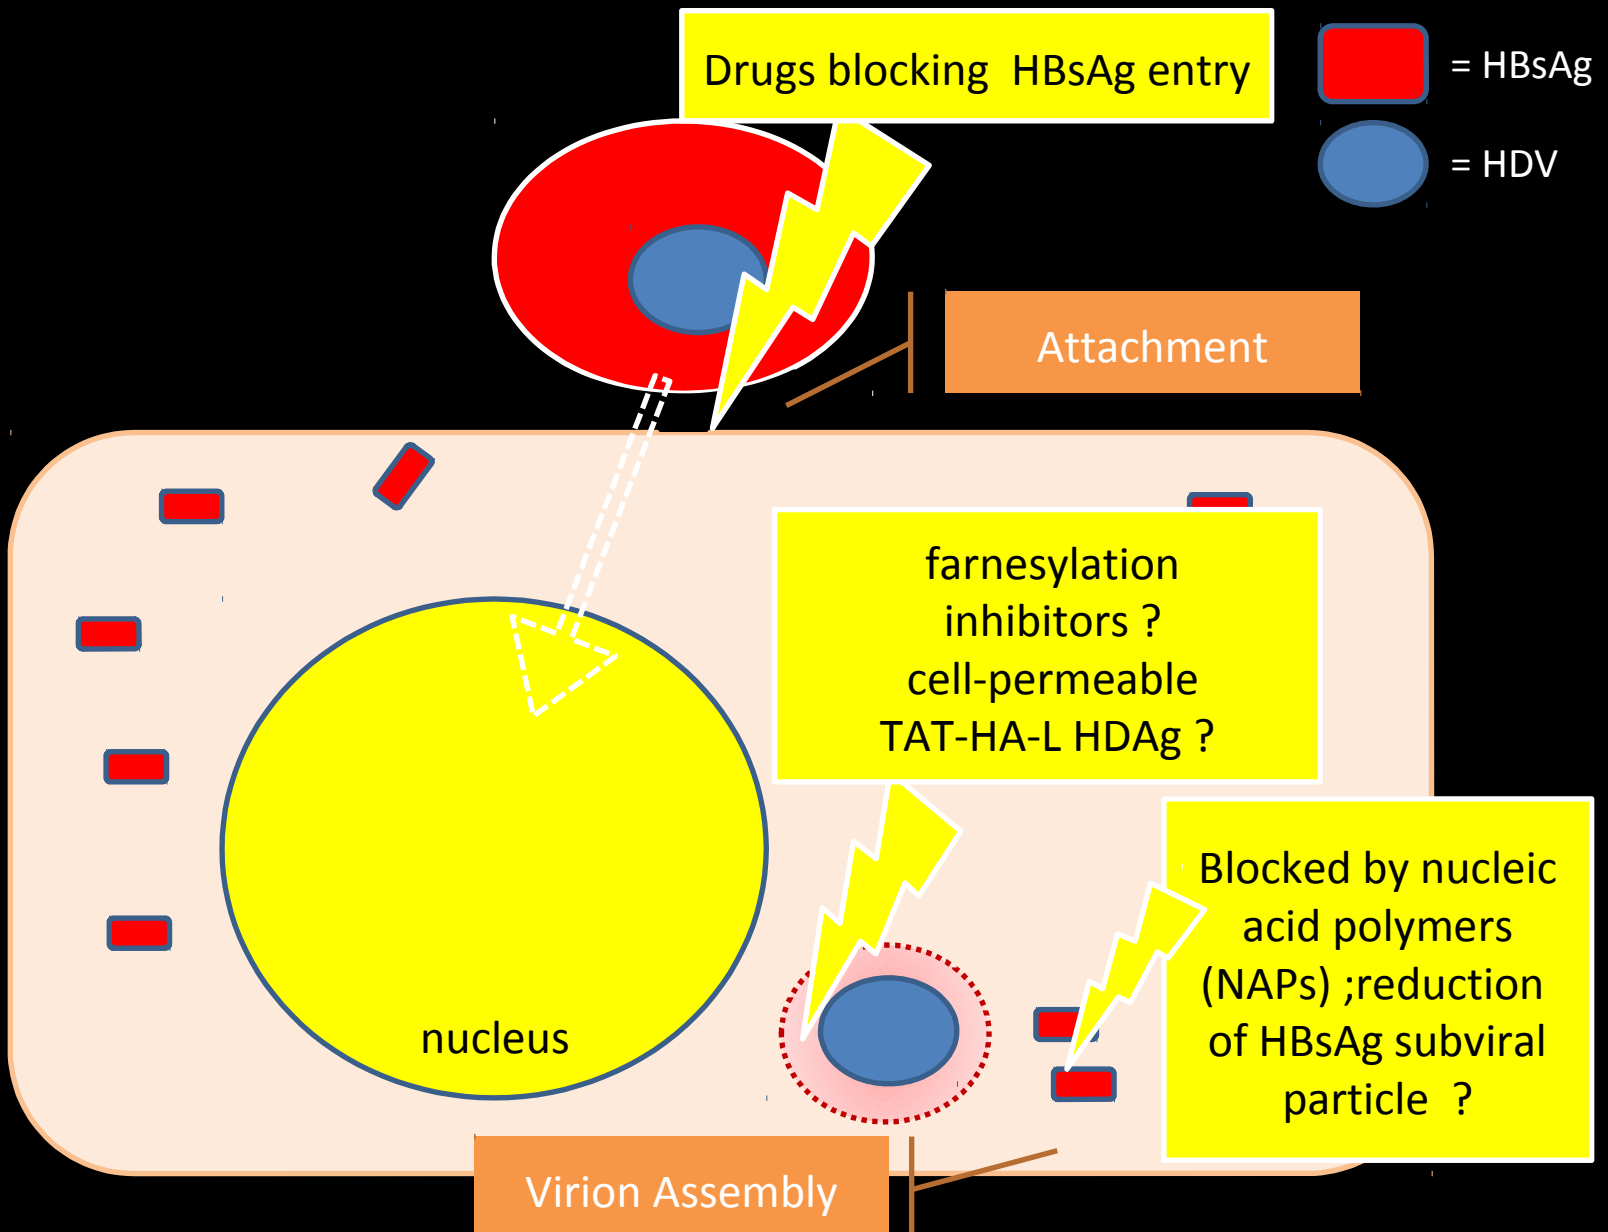 Drugs blocking  HBsAg entry
= HBsAg
= HDV
Attachment
farnesylation
inhibitors ?
cell-permeable
TAT-HA-L HDAg ?
Blocked by nucleic
acid polymers
(NAPs) ;reduction
of HBsAg subviral
particle  ?
nucleus
Virion Assembly